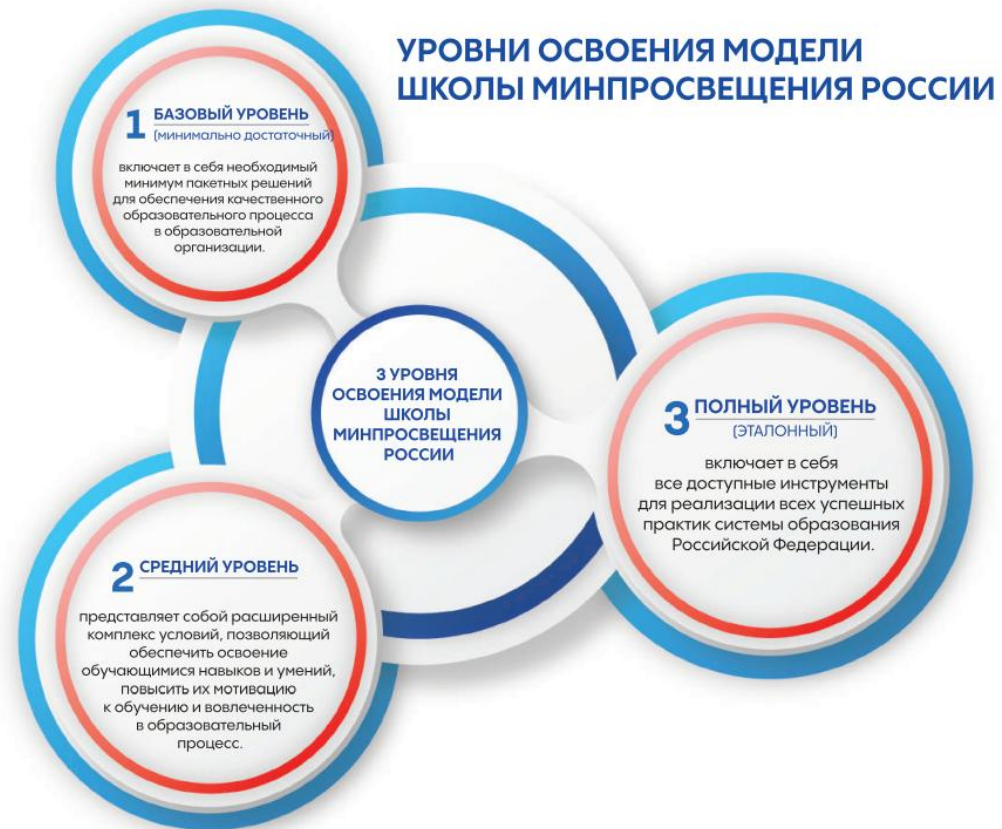 УРОВНИ ОСВОЕНИЯ МОДЕЛИ
ШКОЛЫ МИНПРОСВЕЩЕНИЯ РОССИИ
1 БАЗОВЫЙ УРОВЕНЬ
(минимально достаточный)
включает в себя необходимый
минимум пакетных решений
для обеспечения качественного
образовательного процесса
в образовательной
организации.
3 УРОВНЯ
ОСВОЕНИЯ МОДЕЛИ
ШКОЛЫ
МИНПРОСВЕЩЕНИЯ
РОССИИ
2 СРЕДНИЙ УРОВЕНЬ
представляет собой расширенный
комплекс условий, позволяющий
обеспечить освоение
обучающимися навыков и умений,
повысить их мотивацию
к обучению и вовлеченность
в образовательный
процесс.
3 ПОЛНЫЙ УРОВЕНЬ
(ЭТАЛОННЫЙ)
включает в себя
все доступные инструменты
для реализации всех успешных
практик системы образования
Российской Федерации.